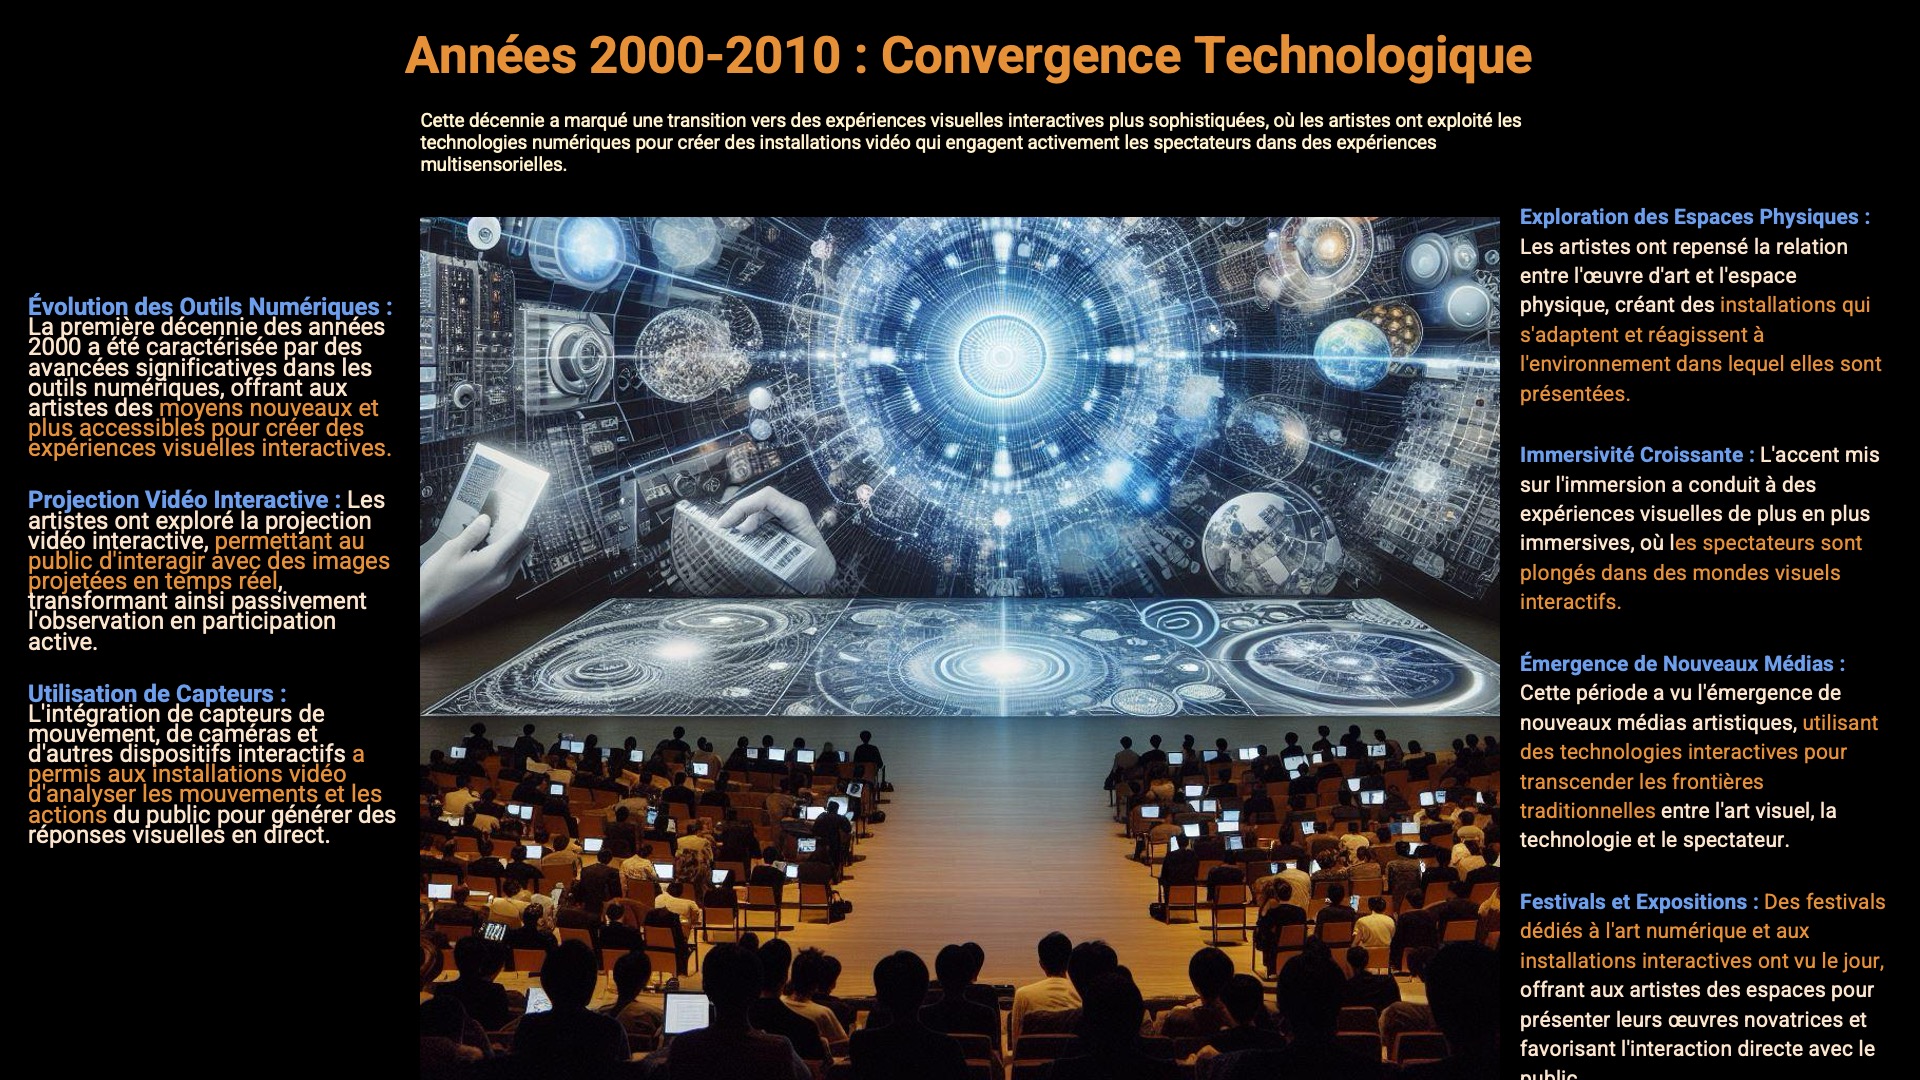 Années 2000-2010 : Convergence Technologique
Cette décennie a marqué une transition vers des expériences visuelles interactives plus sophistiquées, où les artistes ont exploité les
technologies numériques pour créer des installations vidéo qui engagent activement les spectateurs dans des expériences
multisensorielles.
Évolution des Outils Numériques :
La première décennie des années
2000 a été caractérisée par des
avancées significatives dans les
outils numériques, offrant aux
artistes des moyens nouveaux et
plus accessibles pour créer des
expériences visuelles interactives.
Projection Vidéo Interactive : Les
artistes ont exploré la projection
vidéo interactive, permettant au
public d'interagir avec des images
projetées en temps réel,
transformant ainsi passivement
l'observation en participation
active.
Utilisation de Capteurs :
L'intégration de capteurs de
mouvement, de caméras et
d'autres dispositifs interactifs a
permis aux installations vidéo
d'analyser les mouvements et les
actions du public pour générer des
réponses visuelles en direct.
Exploration des Espaces Physiques :
Les artistes ont repensé la relation
entre l'œuvre d'art et l'espace
physique, créant des installations qui
s'adaptent et réagissent à
l'environnement dans lequel elles sont
présentées.
Immersivité Croissante : L'accent mis
sur l'immersion a conduit à des
expériences visuelles de plus en plus
immersives, où les spectateurs sont
plongés dans des mondes visuels
interactifs.
Émergence de Nouveaux Médias :
Cette période a vu l'émergence de
nouveaux médias artistiques, utilisant
des technologies interactives pour
transcender les frontières
traditionnelles entre l'art visuel, la
technologie et le spectateur.
Festivals et Expositions : Des festivals
dédiés à l'art numérique et aux
installations interactives ont vu le jour,
offrant aux artistes des espaces pour
présenter leurs œuvres novatrices et
favorisant l'interaction directe avec le
public.